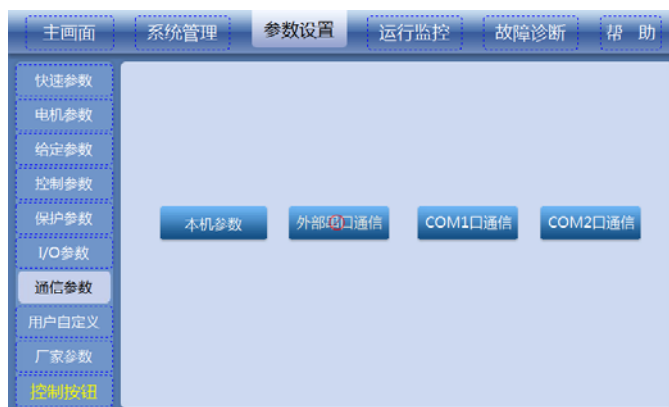 主画面 系统管理 参数设置 运行监控 故障诊断 帮 助
快速参数
电机参数
给定参数
控制参数
保护参数
本机参数 外部串口通信 COM1口通信 COM2口通信
I/O参数
通信参数
用户自定义
厂家参数
控制按钮